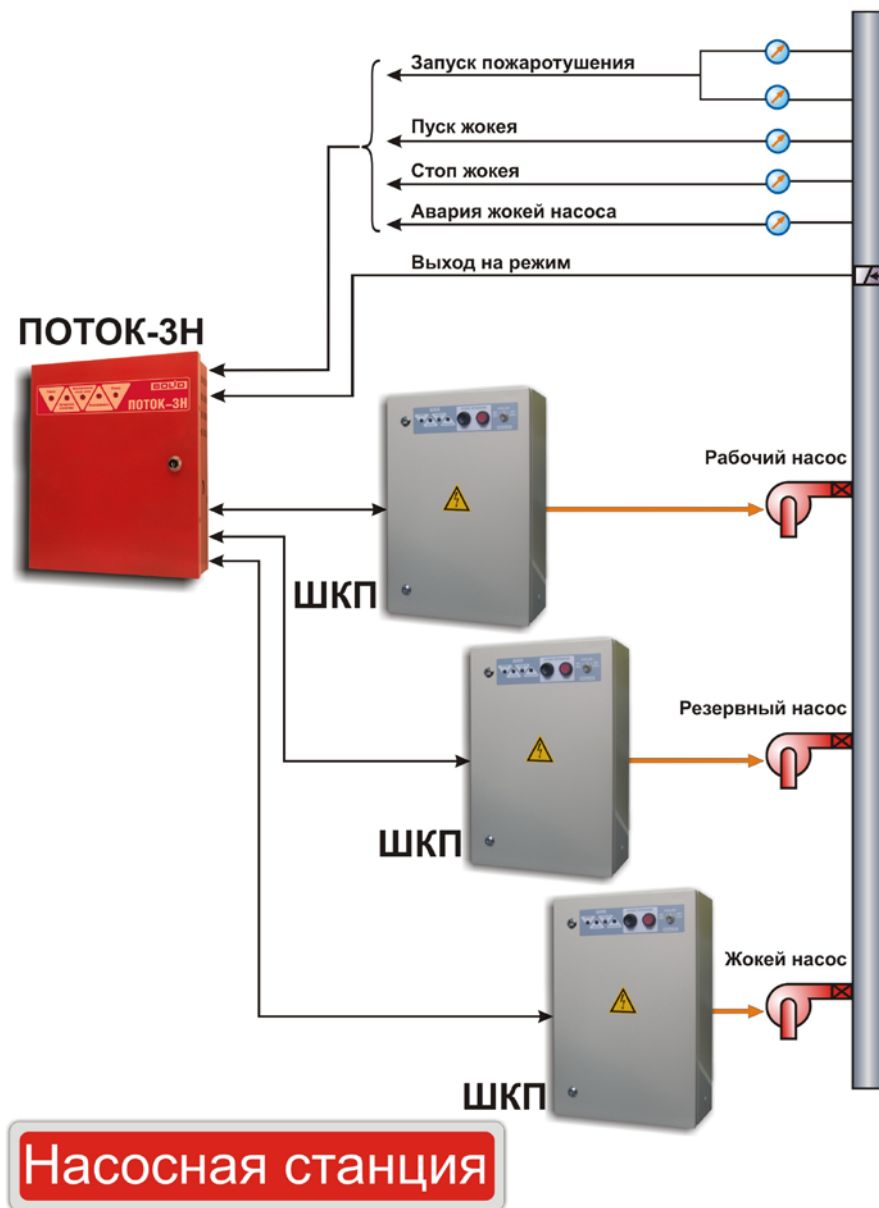 Запуск пожаротушения
Пуск жокея
Стоп жокея
Авария жокей насоса
Выход на режим
ПОТОК-3Н
ПОТОК-3Н
Рабочий насос
ШКП
Резервный насос
ШКП
Жокей насос
ШКП
Насосная станция